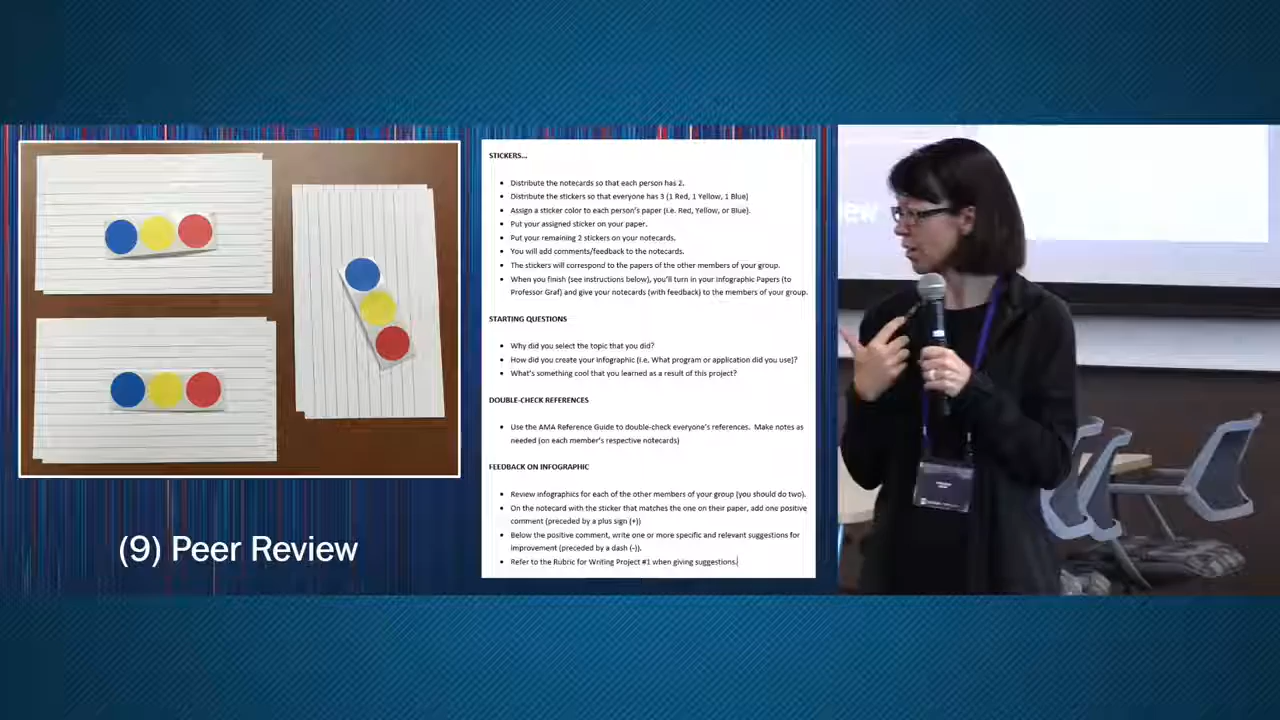 STICKERS...
Distribute the notecards so that each person has 2.
Distribute the stickers so that everyone has 3 (1 Red, 1 Yellow, 1 Blue)
Assign a sticker color to each person's paper (i.e. Red, Yellow, or Blue).
Put your assigned sticker on your paper.
Put your remaining 2 stickers on your notecards.
You will add comments/feedback to the notecards.
The stickers will correspond to the papers of the other members of your group.
When you finish (see instructions below), you'll turn in your Infographic Papers (to
Professor Graf) and give your notecards (with feedback) to the members of your group.
STARTING QUESTIONS
Why did you select the topic that you did?
How did you create your Infographic (i.e. What program or application did you use)?
What's something cool that you learned as a result of this project?
DOUBLE-CHECK REFERENCES
Use the AMA Reference Guide to double-check everyone's references. Make notes as
needed (on each member's respective notecards)
FEEDBACK ON INFOGRAPHIC
Review infographics for each of the other members of your group (you should do two).
On the notecard with the sticker that matches the one on their paper, add one positive
comment (preceded by a plus sign (+))
Below the positive comment, write one or more specific and relevant suggestions for
improvement (preceded by a dash (-)).
Refer to the Rubric for Writing Project #1 when giving suggestions.
(9) Peer Review